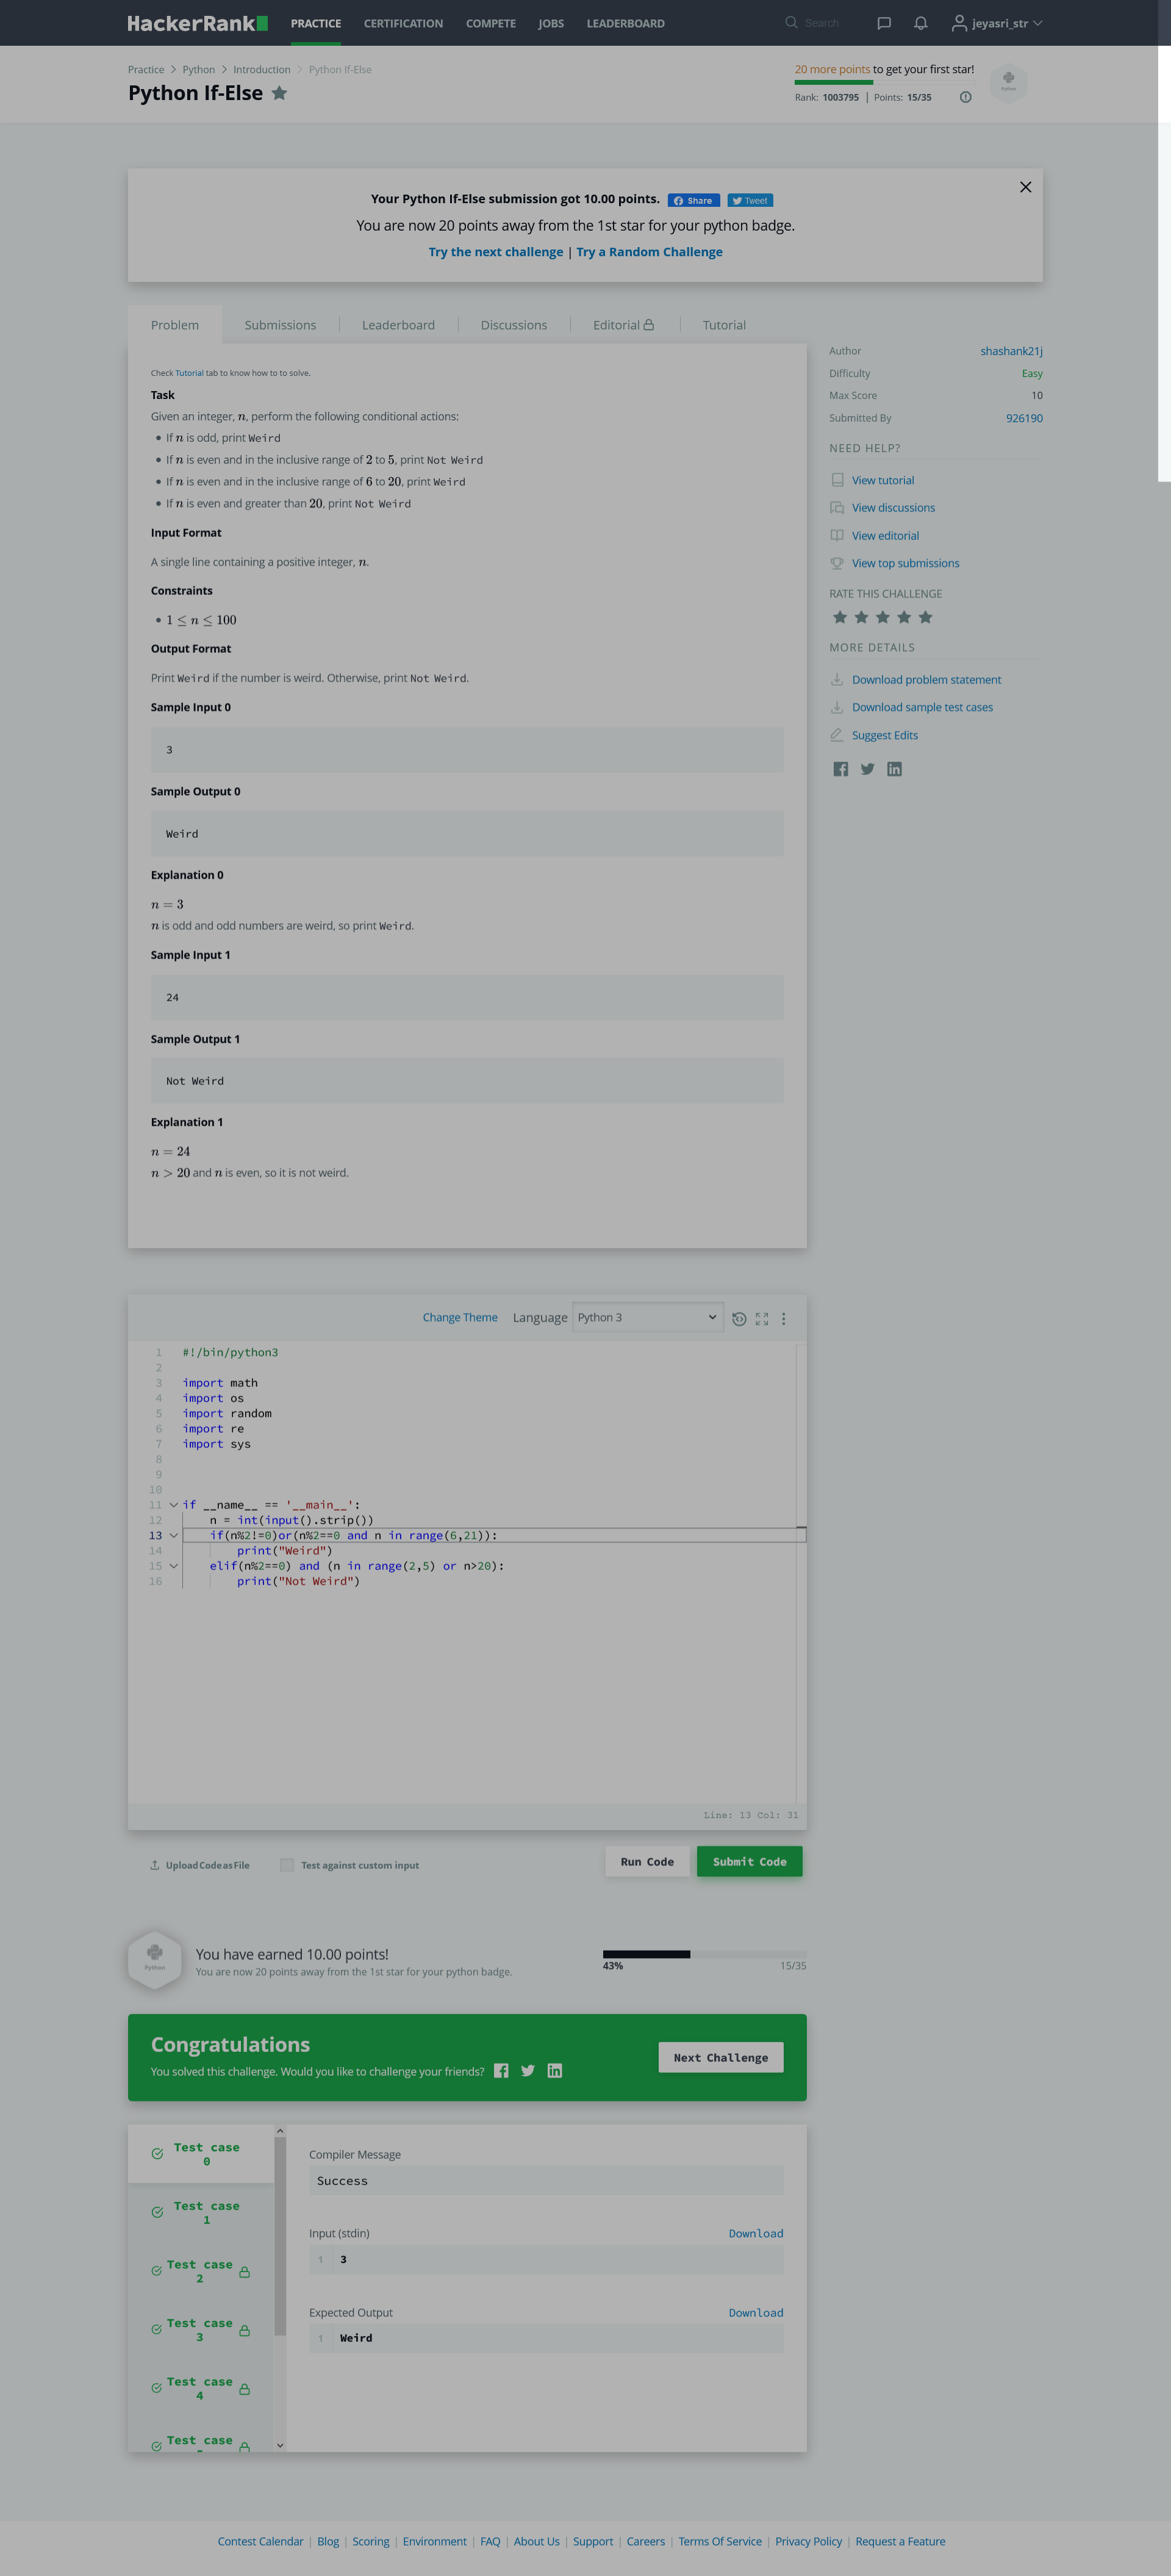 HackerRank PRACTICE CERTIFICATION COMPETE JOBS LEADERBOARD Search jeyasri_str
Practice > Python > Introduction > Python If-Else
Python If-Else
20 more points to get your first star!
Rank: 1003795 | Points: 15/35
Python
Your Python If-Else submission got 10.00 points. Share Tweet
You are now 20 points away from the 1st star for your python badge.
Try the next challenge | Try a Random Challenge
Problem Submissions Leaderboard Discussions Editorial Tutorial
Check Tutorial tab to know how to to solve.
Task
Given an integer, n, perform the following conditional actions:
• If n is odd, print Weird
• If n is even and in the inclusive range of 2 to 5, print Not Weird
• If n is even and in the inclusive range of 6 to 20, print Weird
• If n is even and greater than 20, print Not Weird
Input Format
A single line containing a positive integer, n.
Constraints
• 1 ≤ n ≤ 100
Output Format
Print Weird if the number is weird. Otherwise, print Not Weird.
Sample Input 0
3
Sample Output 0
Weird
Explanation 0
n = 3
n is odd and odd numbers are weird, so print Weird.
Sample Input 1
24
Sample Output 1
Not Weird
Explanation 1
n = 24
n > 20 and n is even, so it is not weird.
Author shashank21j
Difficulty Easy
Max Score 10
Submitted By 926190
NEED HELP?
View tutorial
View discussions
View editorial
View top submissions
RATE THIS CHALLENGE
MORE DETAILS
Download problem statement
Download sample test cases
Suggest Edits
Change Theme Language Python 3
1 #!/bin/python3
2
3 import math
4 import os
5 import random
6 import re
7 import sys
8
9
10
11 if __name__ == '__main__':
12 n = int(input().strip())
13 if(n%2!=0)or(n%2==0 and n in range(6,21)):
14 print("Weird")
15 elif(n%2==0) and (n in range(2,5) or n>20):
16 print("Not Weird")
Line: 13 Col: 31
Upload Code as File Test against custom input Run Code Submit Code
Python
You have earned 10.00 points!
You are now 20 points away from the 1st star for your python badge.
43% 15/35
Congratulations
You solved this challenge. Would you like to challenge your friends?
Next Challenge
Test case 0
Test case 1
Test case 2
Test case 3
Test case 4
Test case
Compiler Message
Success
Input (stdin) Download
1 3
Expected Output Download
1 Weird
Contest Calendar | Blog | Scoring | Environment | FAQ | About Us | Support | Careers | Terms Of Service | Privacy Policy | Request a Feature